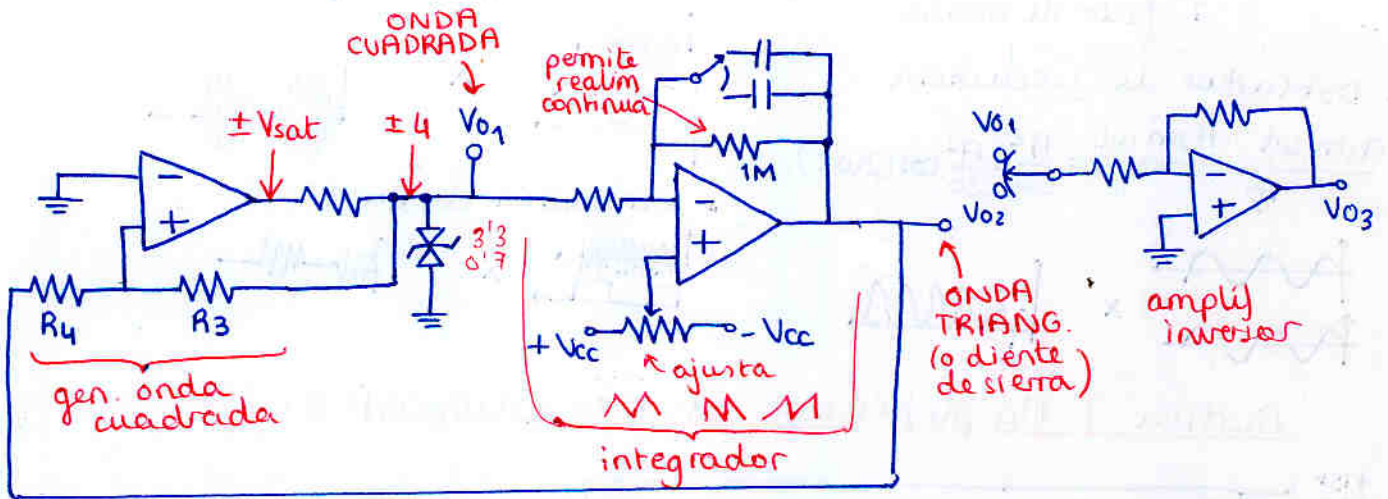 ONDA
CUADRADA
permite
realim
continua
± Vsat
± 4
Vo1
1M
Vo1
Vo2
Vo3
-
+
-
+
-
+
3'3
0'7
R4
R3
+ Vcc
- Vcc
ajusta
ONDA
TRIANG.
(o diente
de sierra)
amplif
inversor
gen. onda
cuadrada
integrador